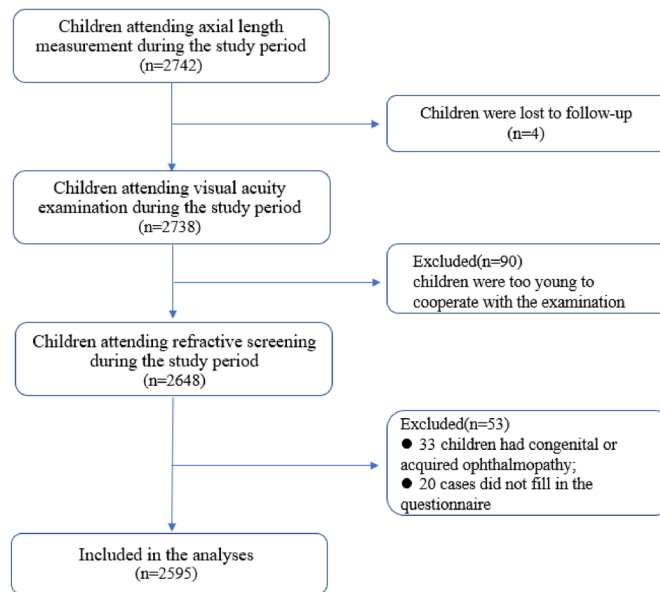 Children attending axial length
measurement during the study period
(n=2742)
Children were lost to follow-up
(n=4)
Children attending visual acuity
examination during the study period
(n=2738)
Excluded(n=90)
children were too young to
cooperate with the examination
Children attending refractive screening
during the study period
(n=2648)
Excluded(n=53)
● 33 children had congenital or
acquired ophthalmopathy;
● 20 cases did not fill in the
questionnaire
Included in the analyses
(n=2595)